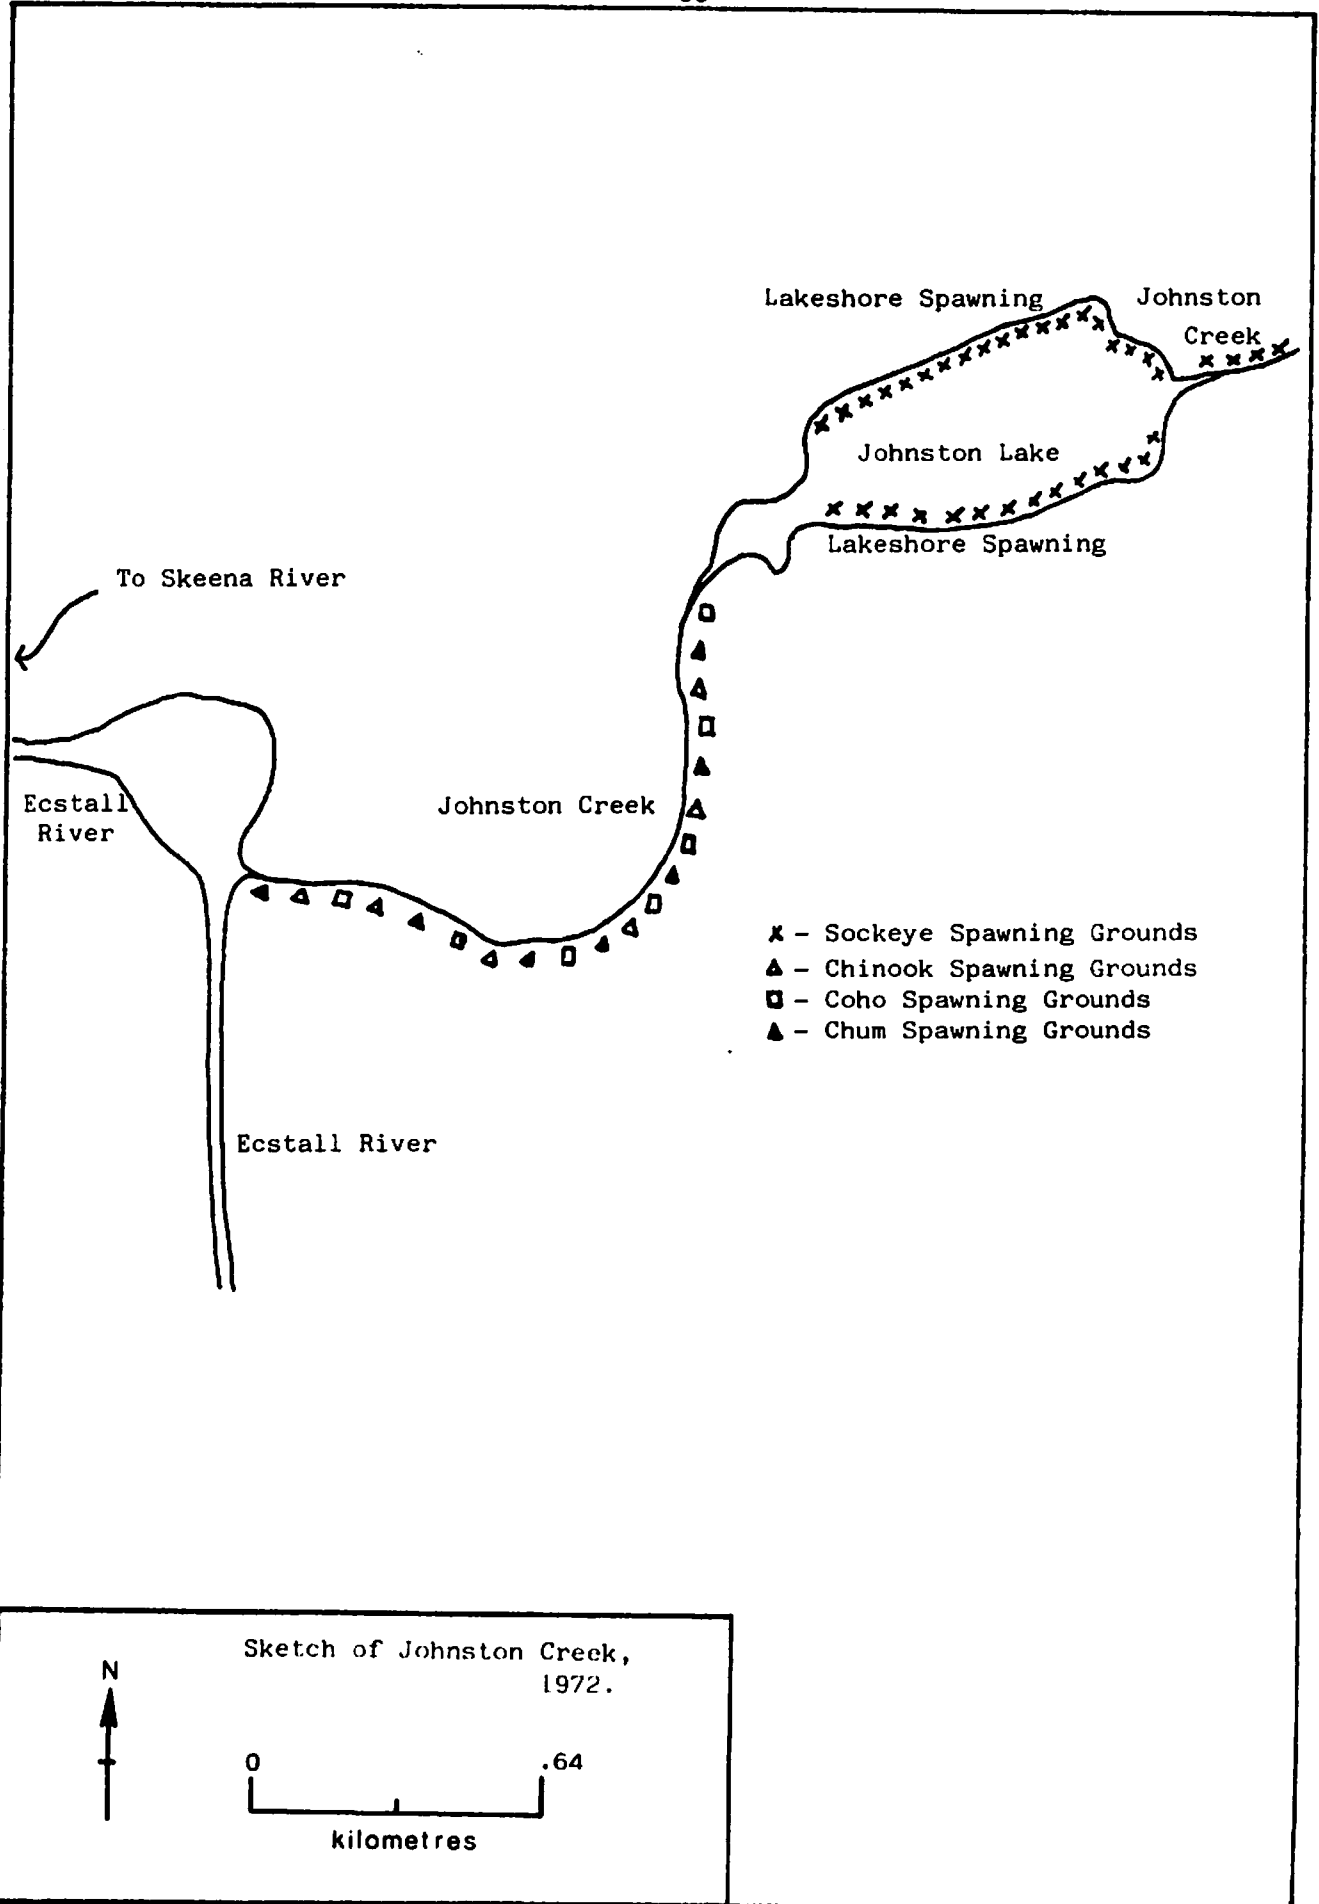 Lakeshore Spawning
Johnston
Creek
Johnston Lake
Lakeshore Spawning
To Skeena River
Ecstall
River
Johnston Creek
x - Sockeye Spawning Grounds
△ - Chinook Spawning Grounds
□ - Coho Spawning Grounds
▲ - Chum Spawning Grounds
Ecstall River
Sketch of Johnston Creek,
1972.
N
0 .64
kilometres